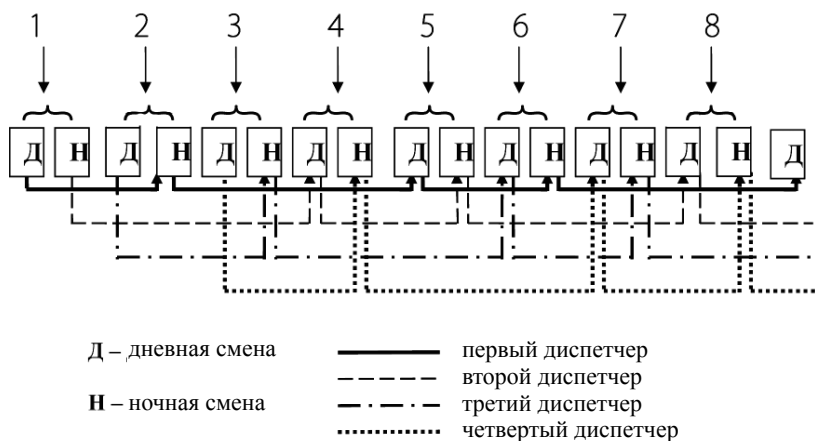 1 2 3 4 5 6 7 8
Д Н Д Н Д Н Д Н Д Н Д Н Д Н Д Н Д
Д – дневная смена
первый диспетчер
второй диспетчер
Н – ночная смена
третий диспетчер
четвертый диспетчер